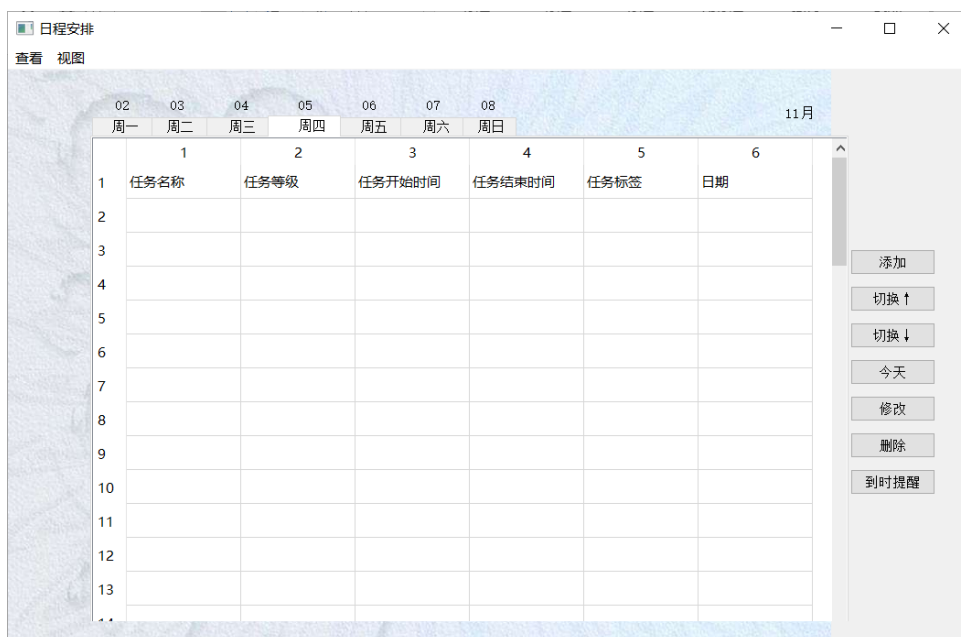 日程安排
查看 视图
02 03 04 05 06 07 08
11月
周一 周二 周三 周四 周五 周六 周日
1 2 3 4 5 6
1 任务名称 任务等级 任务开始时间 任务结束时间 任务标签 日期
2
3
4
5
6
7
8
9
10
11
12
13
添加
切换↑
切换↓
今天
修改
删除
到时提醒